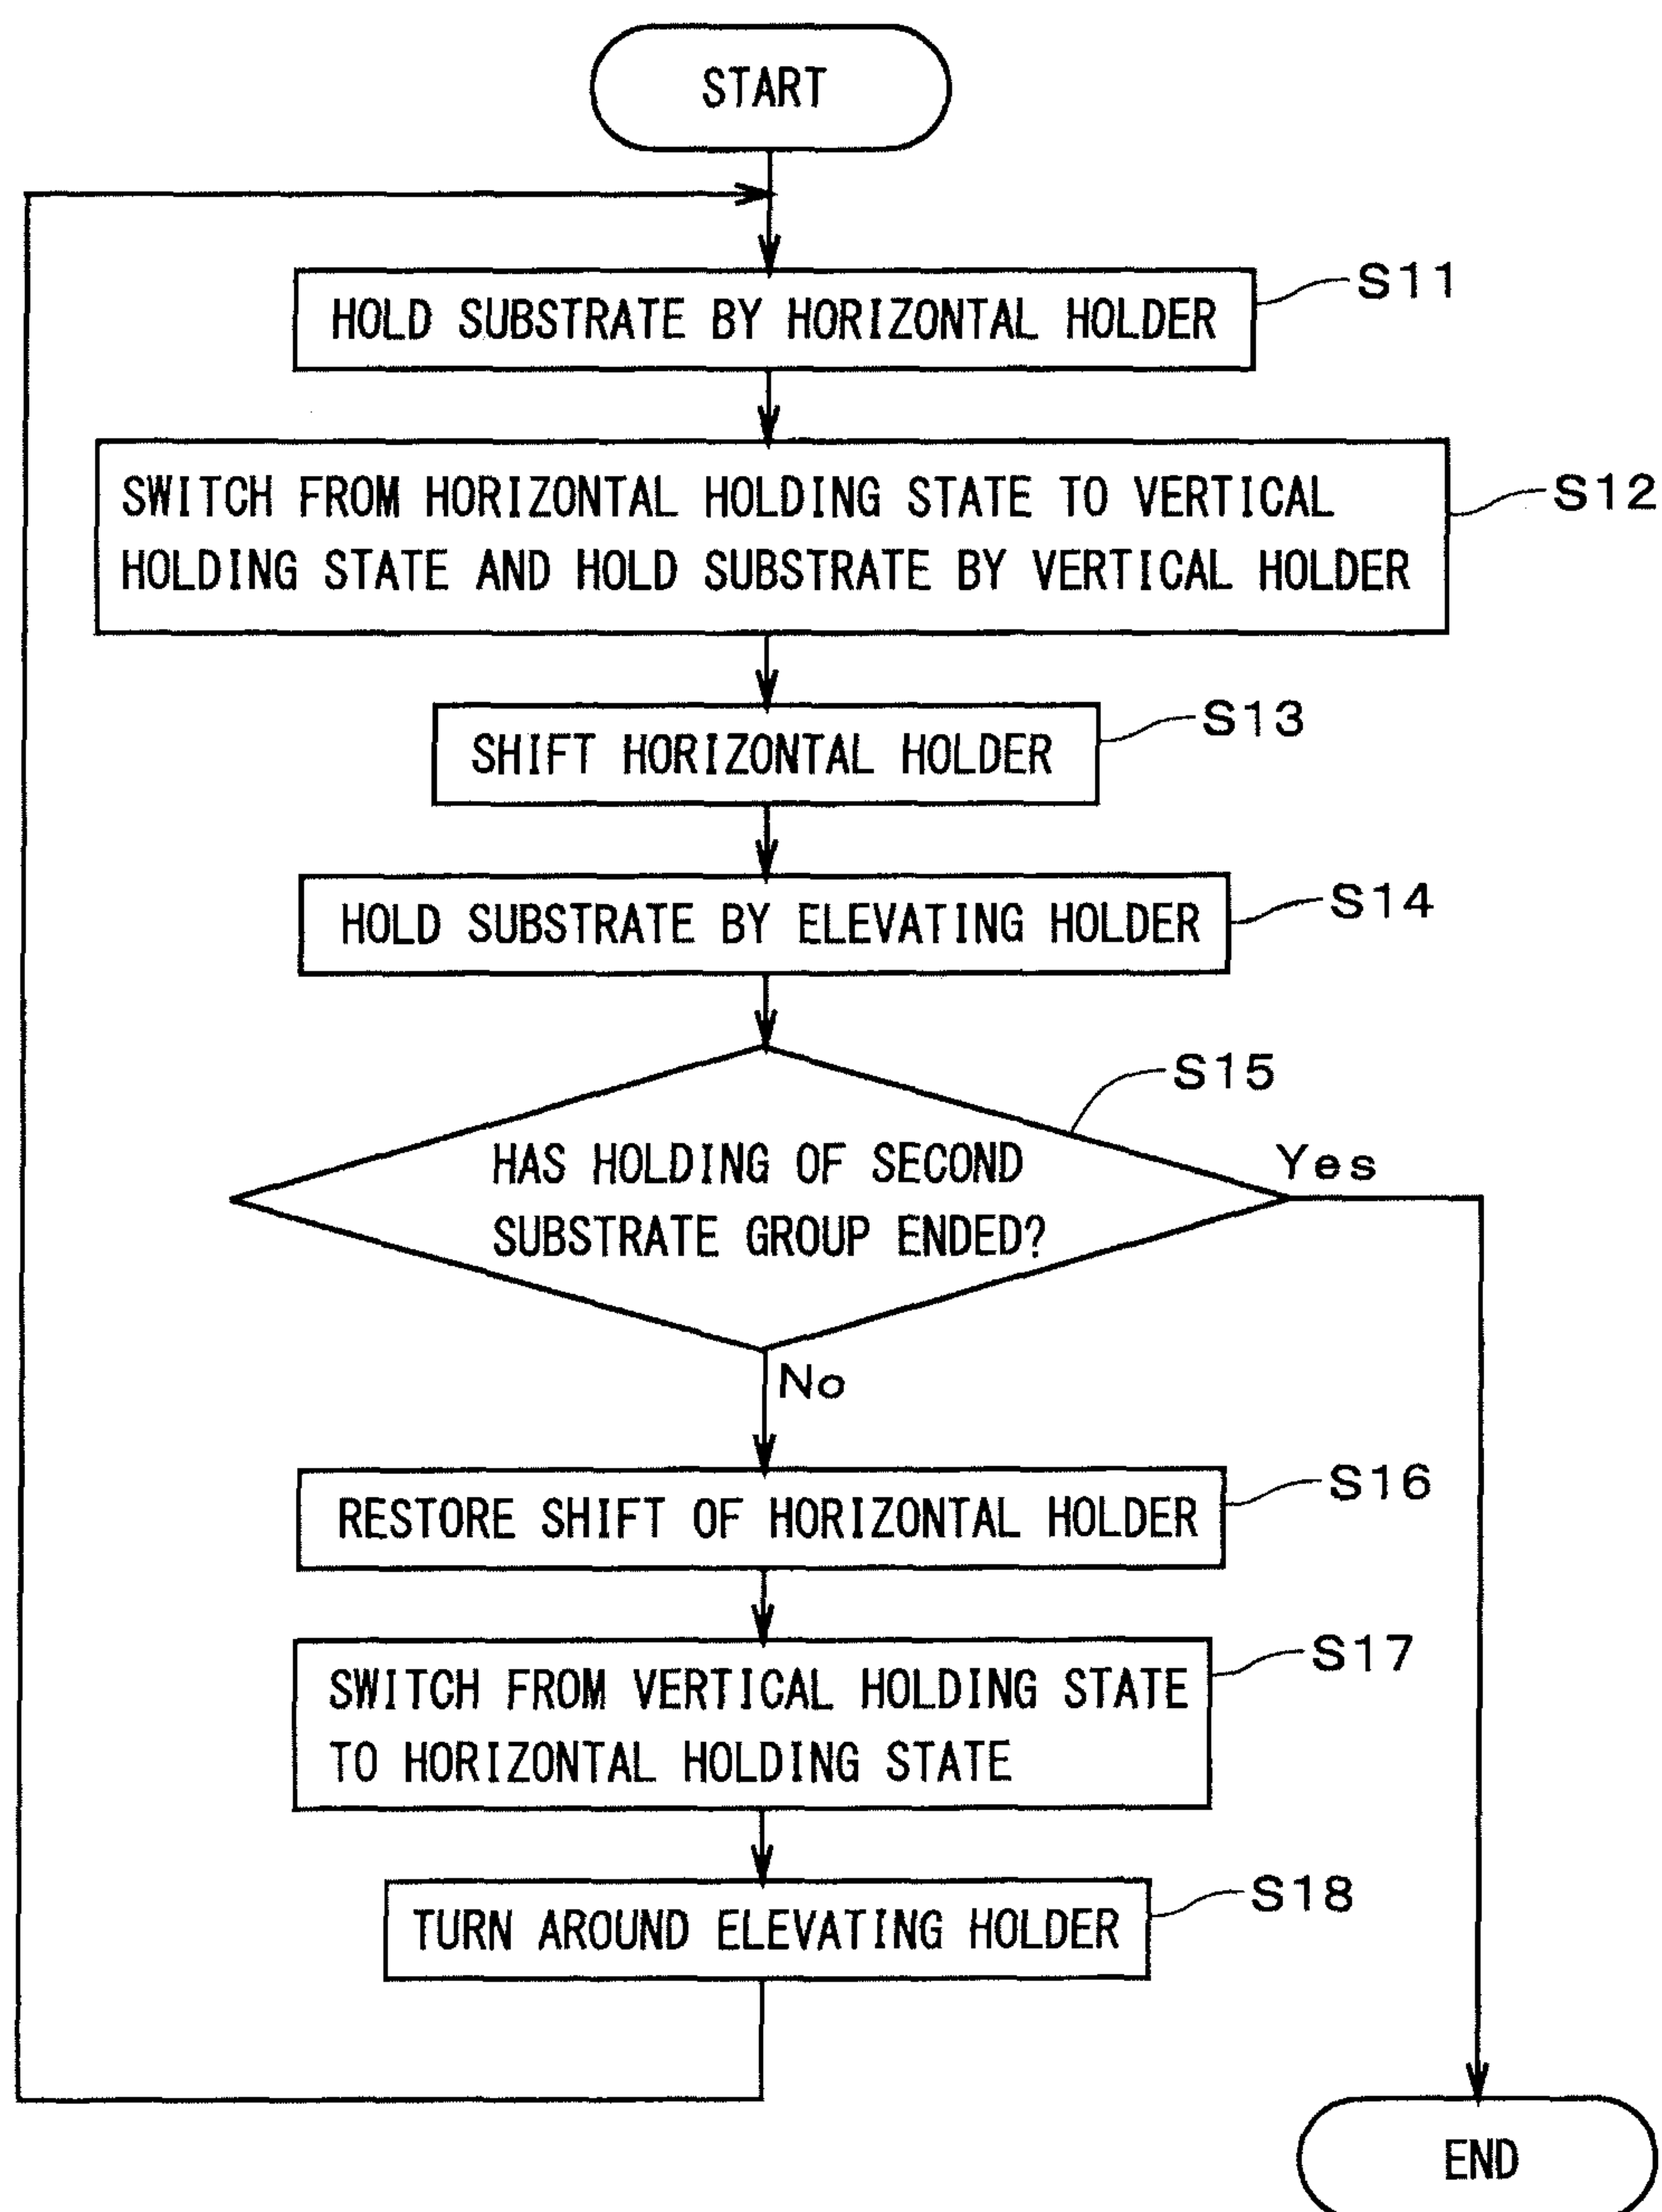 START
HOLD SUBSTRATE BY HORIZONTAL HOLDER
S11
SWITCH FROM HORIZONTAL HOLDING STATE TO VERTICAL
HOLDING STATE AND HOLD SUBSTRATE BY VERTICAL HOLDER
S12
SHIFT HORIZONTAL HOLDER
S13
HOLD SUBSTRATE BY ELEVATING HOLDER
S14
HAS HOLDING OF SECOND
SUBSTRATE GROUP ENDED?
S15
Yes
No
RESTORE SHIFT OF HORIZONTAL HOLDER
S16
SWITCH FROM VERTICAL HOLDING STATE
TO HORIZONTAL HOLDING STATE
S17
TURN AROUND ELEVATING HOLDER
S18
END